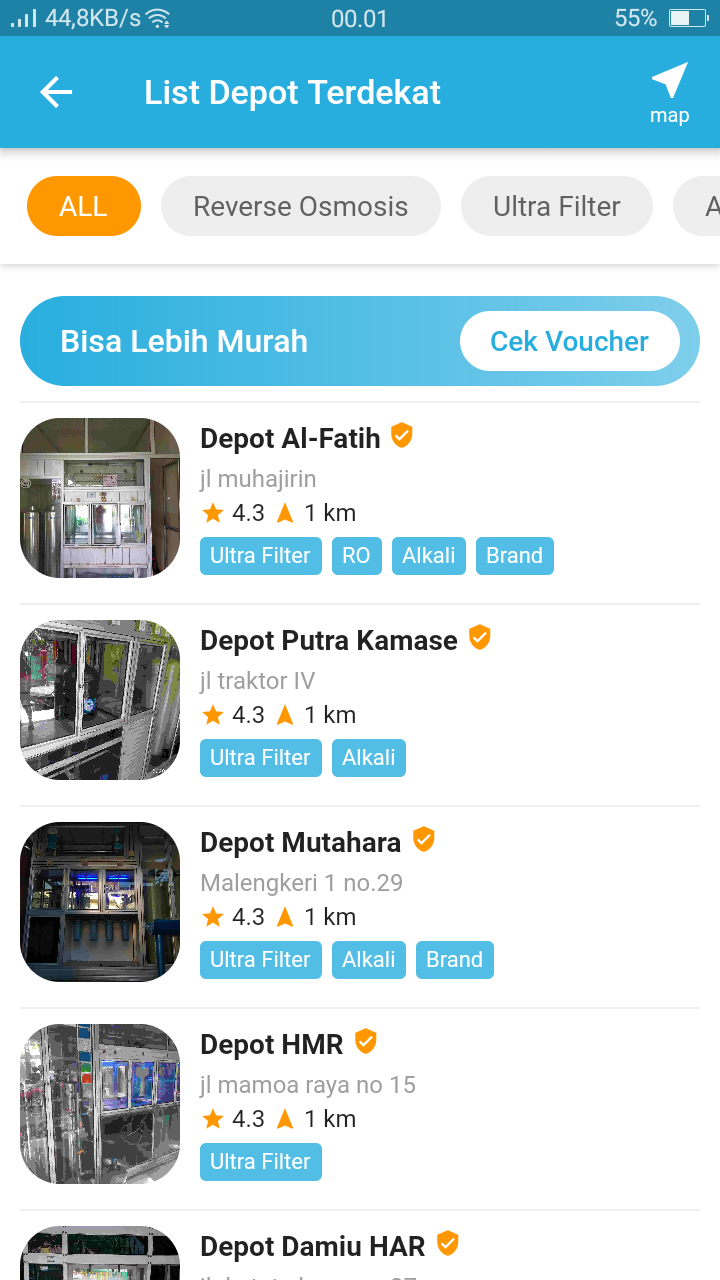 44,8KB/s 00.01 55%
List Depot Terdekat
map
ALL Reverse Osmosis Ultra Filter A
Bisa Lebih Murah Cek Voucher
Depot Al-Fatih
jl muhajirin
4.3 1 km
Ultra Filter RO Alkali Brand
Depot Putra Kamase
jl traktor IV
4.3 1 km
Ultra Filter Alkali
Depot Mutahara
Malengkeri 1 no.29
4.3 1 km
Ultra Filter Alkali Brand
Depot HMR
jl mamoa raya no 15
4.3 1 km
Ultra Filter
Depot Damiu HAR